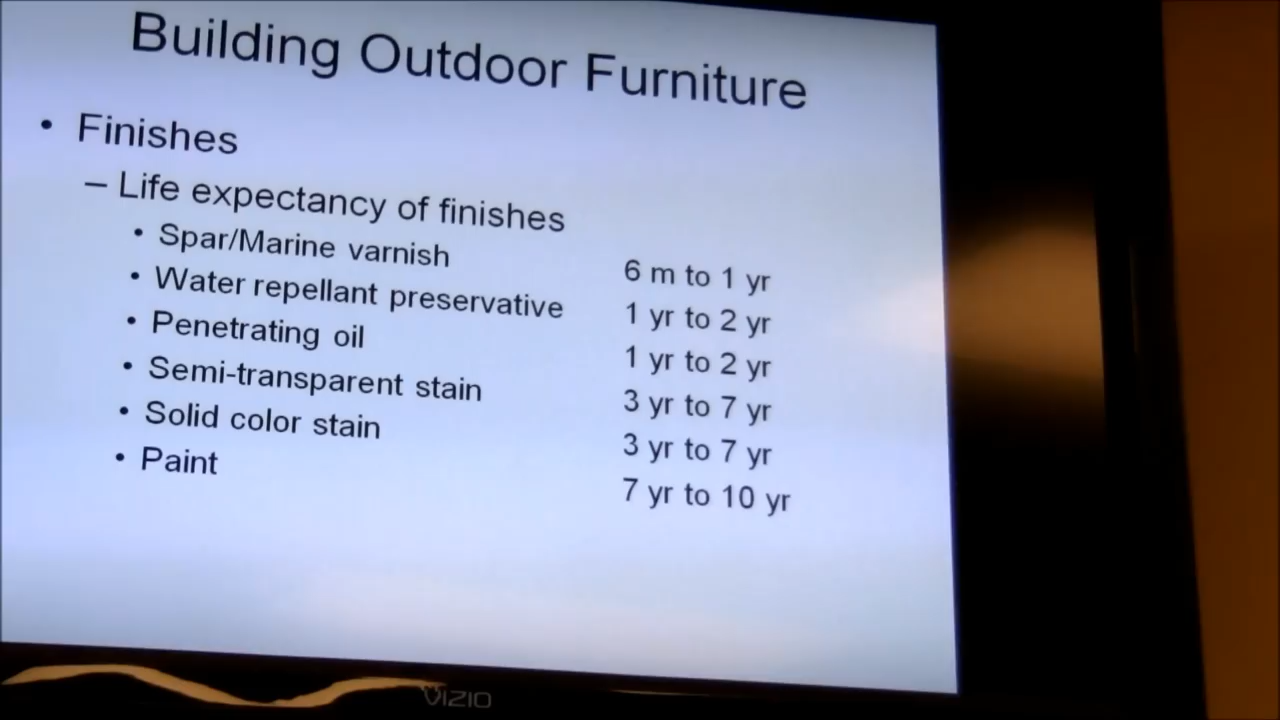 Building Outdoor Furniture
• Finishes
– Life expectancy of finishes
• Spar/Marine varnish 6 m to 1 yr
• Water repellant preservative 1 yr to 2 yr
• Penetrating oil 1 yr to 2 yr
• Semi-transparent stain 3 yr to 7 yr
• Solid color stain 3 yr to 7 yr
• Paint 7 yr to 10 yr
VIZIO